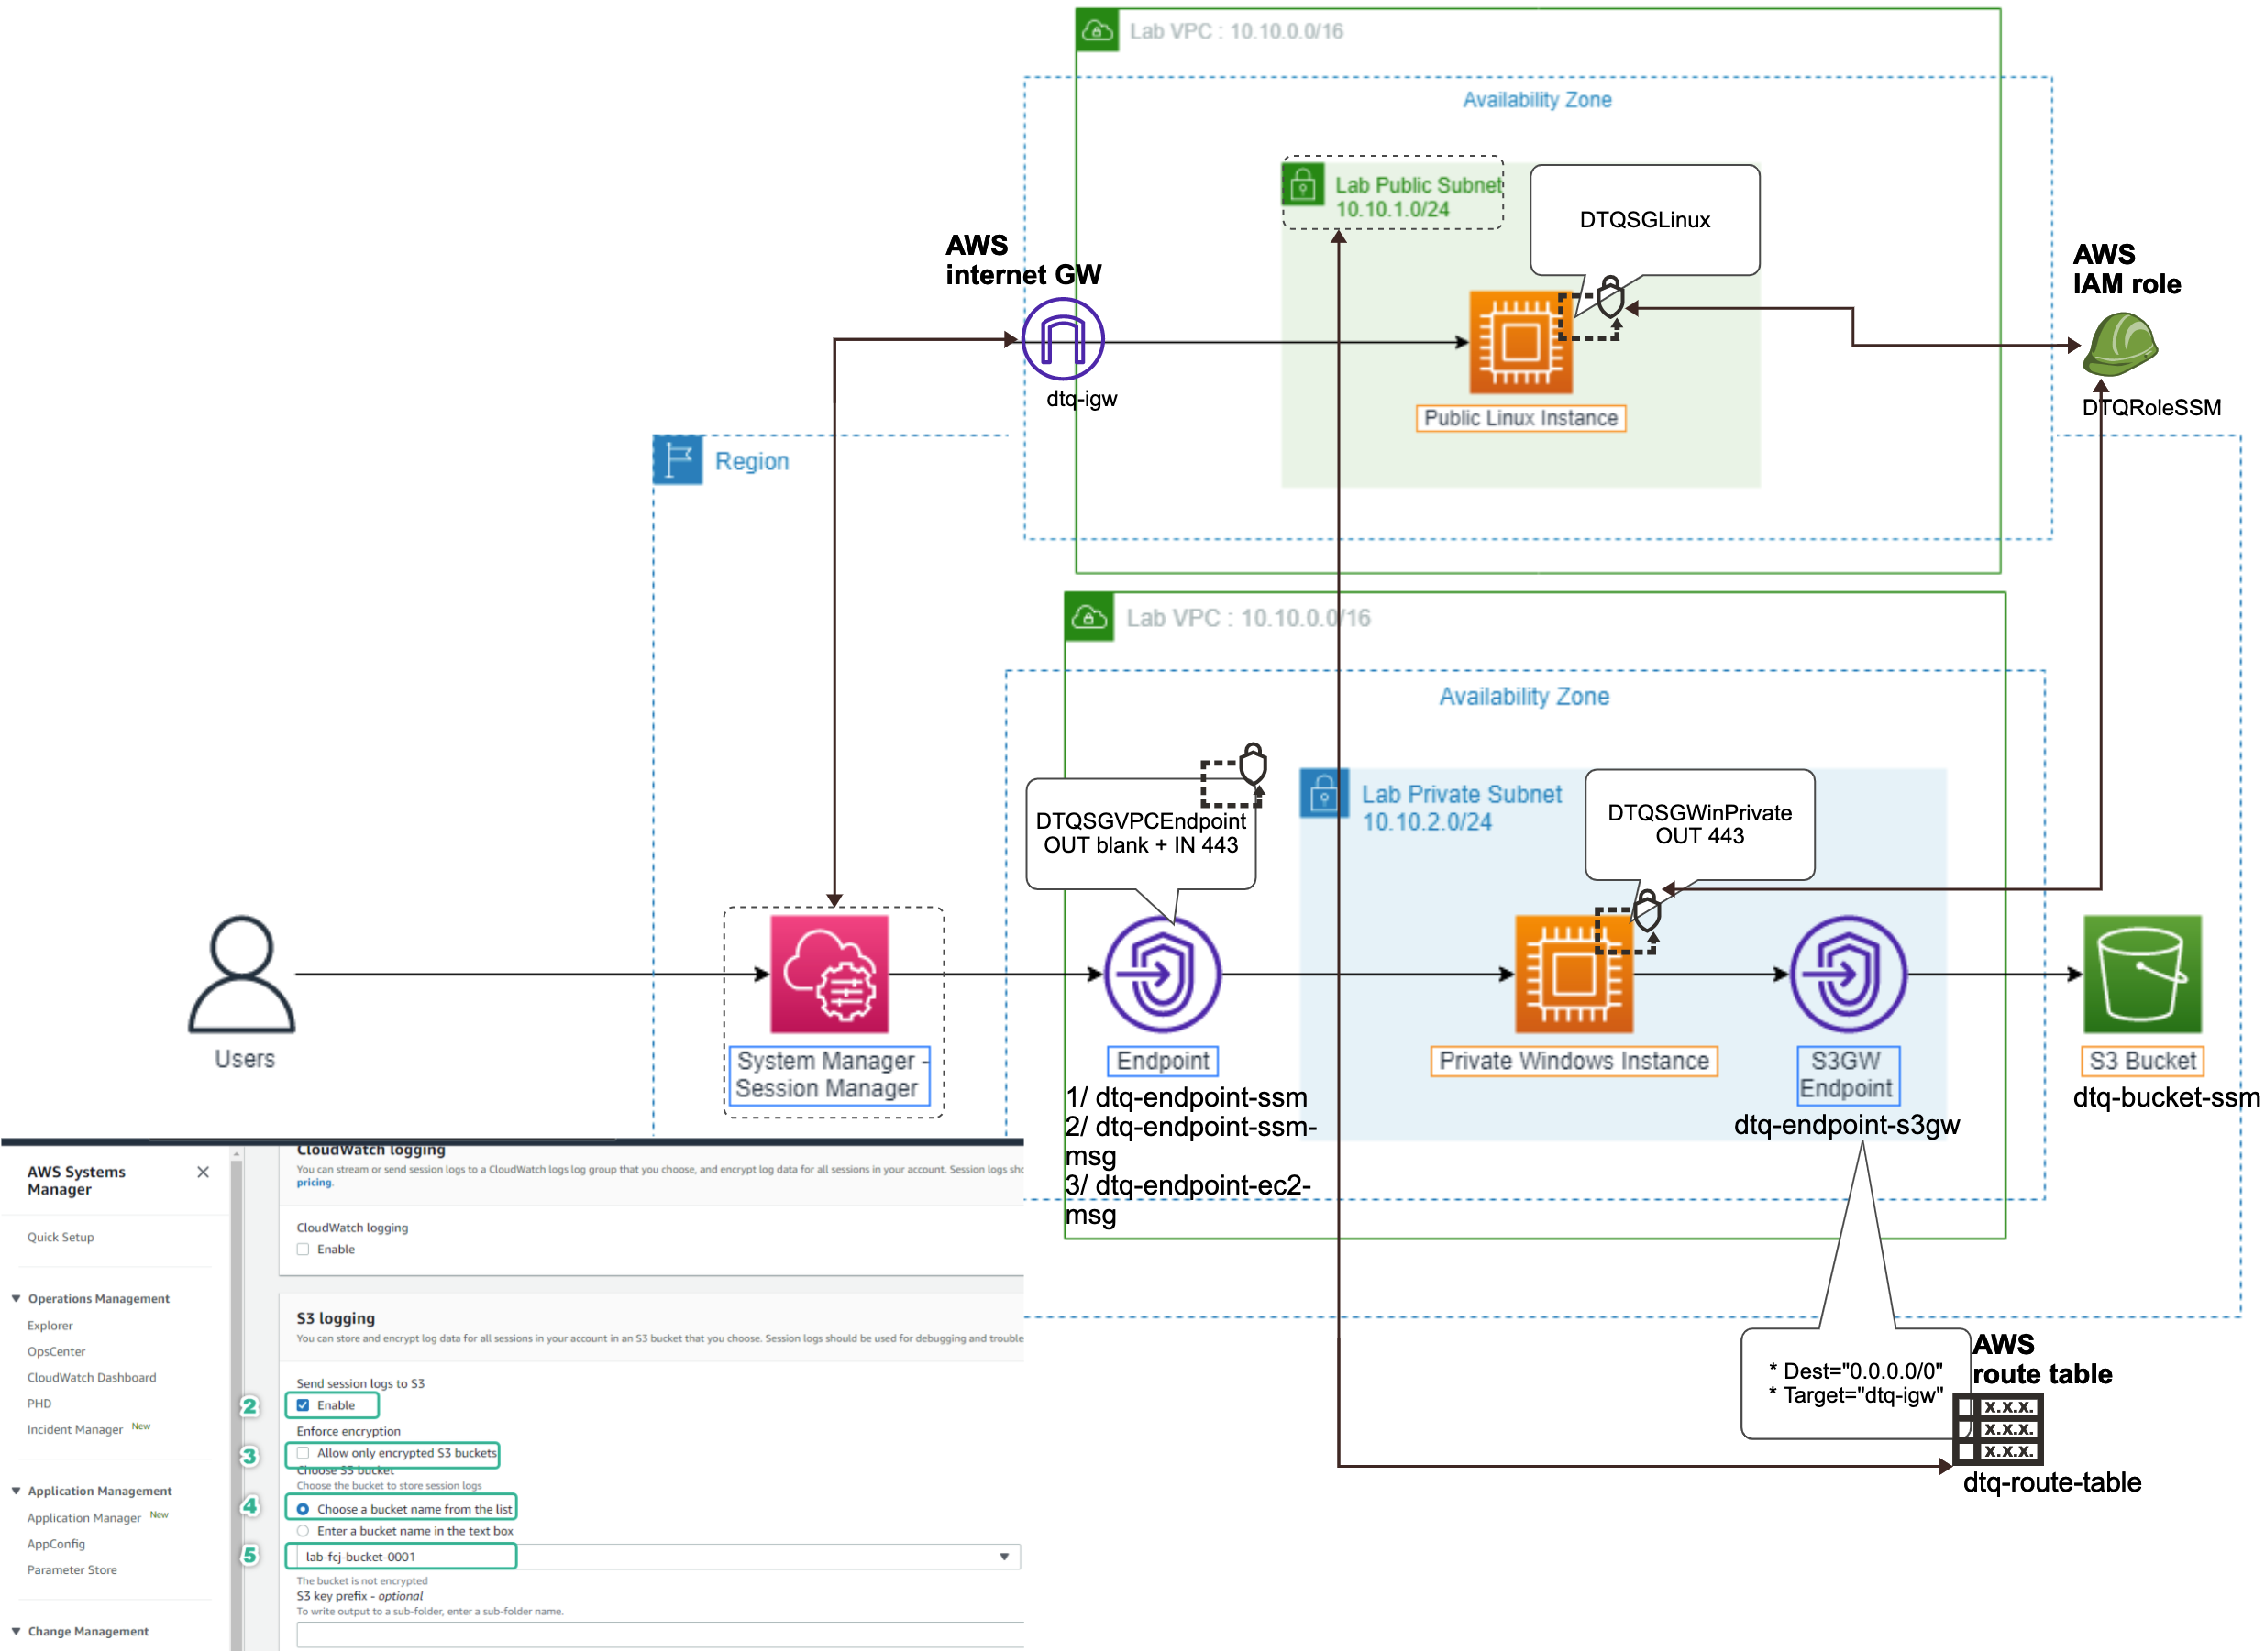 Lab VPC : 10.10.0.0/16
Availability Zone
Lab Public Subnet
10.10.1.0/24
DTQSGLinux
AWS
internet GW
dtq-igw
Public Linux Instance
AWS
IAM role
DTQRoleSSM
Region
Lab VPC : 10.10.0.0/16
Availability Zone
DTQSGVPCEndpoint
OUT blank + IN 443
Lab Private Subnet
10.10.2.0/24
DTQSGWinPrivate
OUT 443
Users
System Manager -
Session Manager
Endpoint
1/ dtq-endpoint-ssm
2/ dtq-endpoint-ssm-
msg
3/ dtq-endpoint-ec2-
msg
Private Windows Instance
S3GW
Endpoint
dtq-endpoint-s3gw
S3 Bucket
dtq-bucket-ssm
* Dest="0.0.0.0/0"
* Target="dtq-igw"
AWS
route table
x.x.x.
x.x.x.
x.x.x.
dtq-route-table
AWS Systems
Manager
Quick Setup
Operations Management
Explorer
OpsCenter
CloudWatch Dashboard
PHD
Incident Manager New
Application Management
Application Manager New
AppConfig
Parameter Store
Change Management
CloudWatch logging
You can stream or send session logs to a CloudWatch logs log group that you choose, and encrypt log data for all sessions in your account. Session logs sho
pricing.
CloudWatch logging
Enable
S3 logging
You can store and encrypt log data for all sessions in your account in an S3 bucket that you choose. Session logs should be used for debugging and trouble
Send session logs to S3
2 Enable
Enforce encryption
3 Allow only encrypted S3 buckets
Choose S3 bucket
Choose the bucket to store session logs
4 Choose a bucket name from the list
Enter a bucket name in the text box
5 lab-fcj-bucket-0001
The bucket is not encrypted
S3 key prefix - optional
To write output to a sub-folder, enter a sub-folder name.